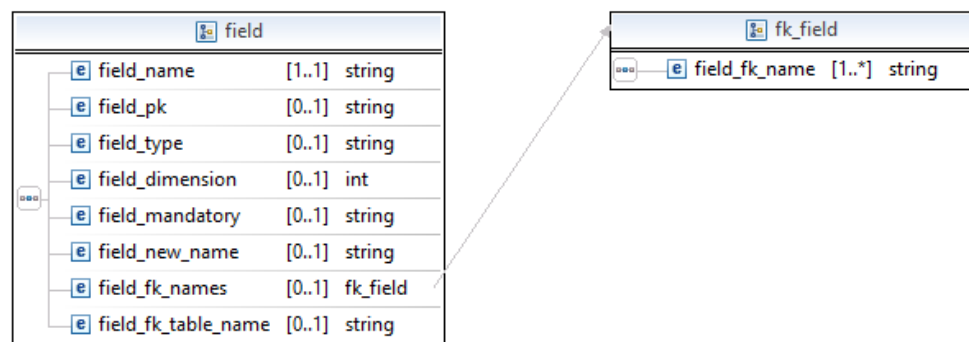 field
field_name [1..1] string
field_pk [0..1] string
field_type [0..1] string
field_dimension [0..1] int
field_mandatory [0..1] string
field_new_name [0..1] string
field_fk_names [0..1] fk_field
field_fk_table_name [0..1] string
fk_field
field_fk_name [1..*] string